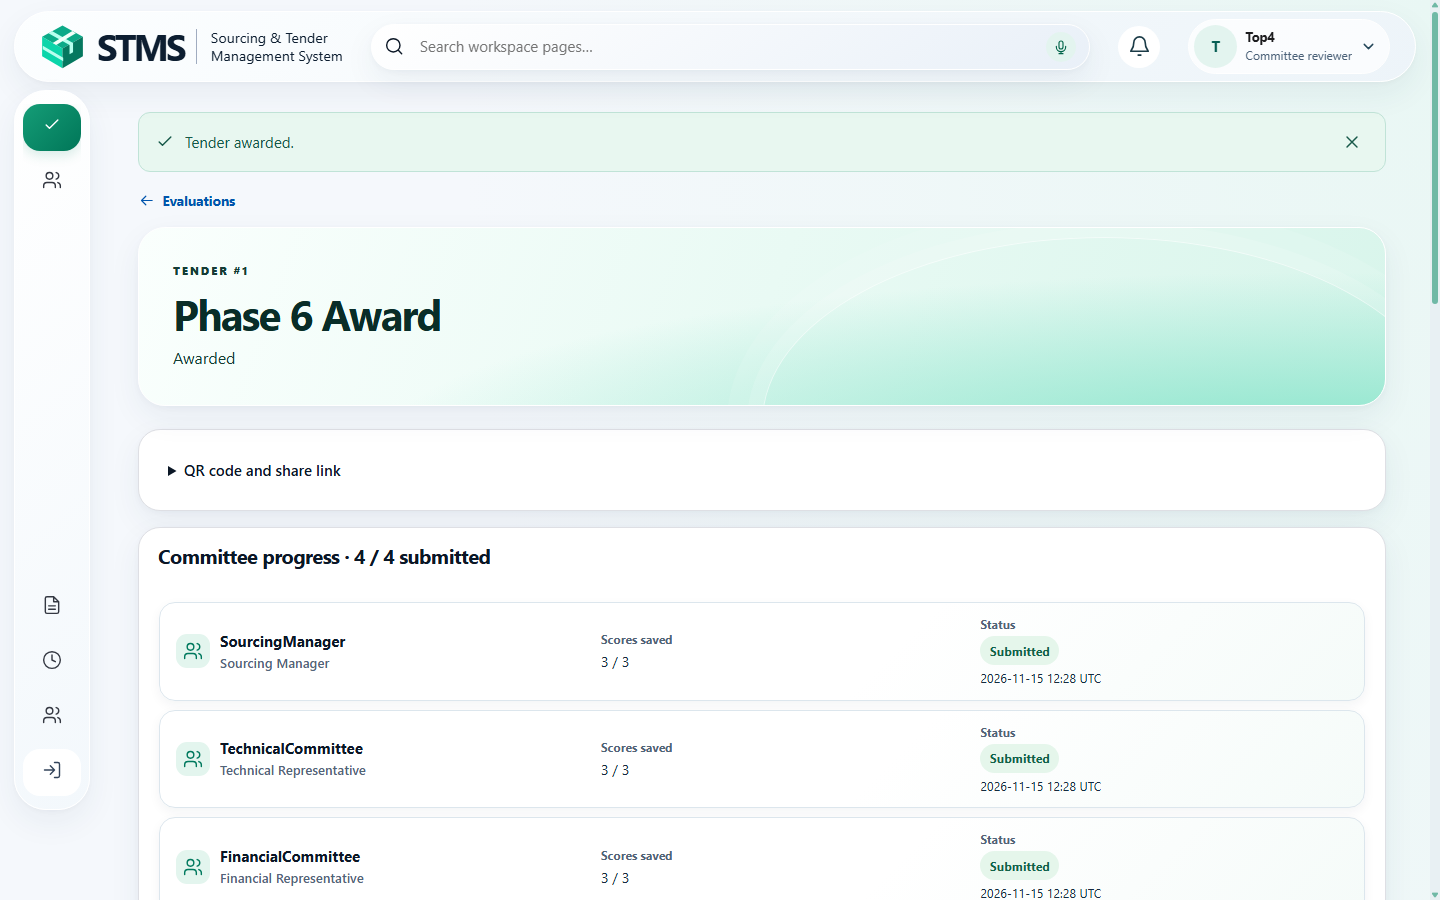 STMS
Sourcing & Tender
Management System
Search workspace pages...
T
Top4
Committee reviewer
Tender awarded.
Evaluations
TENDER #1
Phase 6 Award
Awarded
QR code and share link
Committee progress · 4 / 4 submitted
SourcingManager
Sourcing Manager
Scores saved
3 / 3
Status
Submitted
2026-11-15 12:28 UTC
TechnicalCommittee
Technical Representative
Scores saved
3 / 3
Status
Submitted
2026-11-15 12:28 UTC
FinancialCommittee
Financial Representative
Scores saved
3 / 3
Status
Submitted
2026-11-15 12:28 UTC